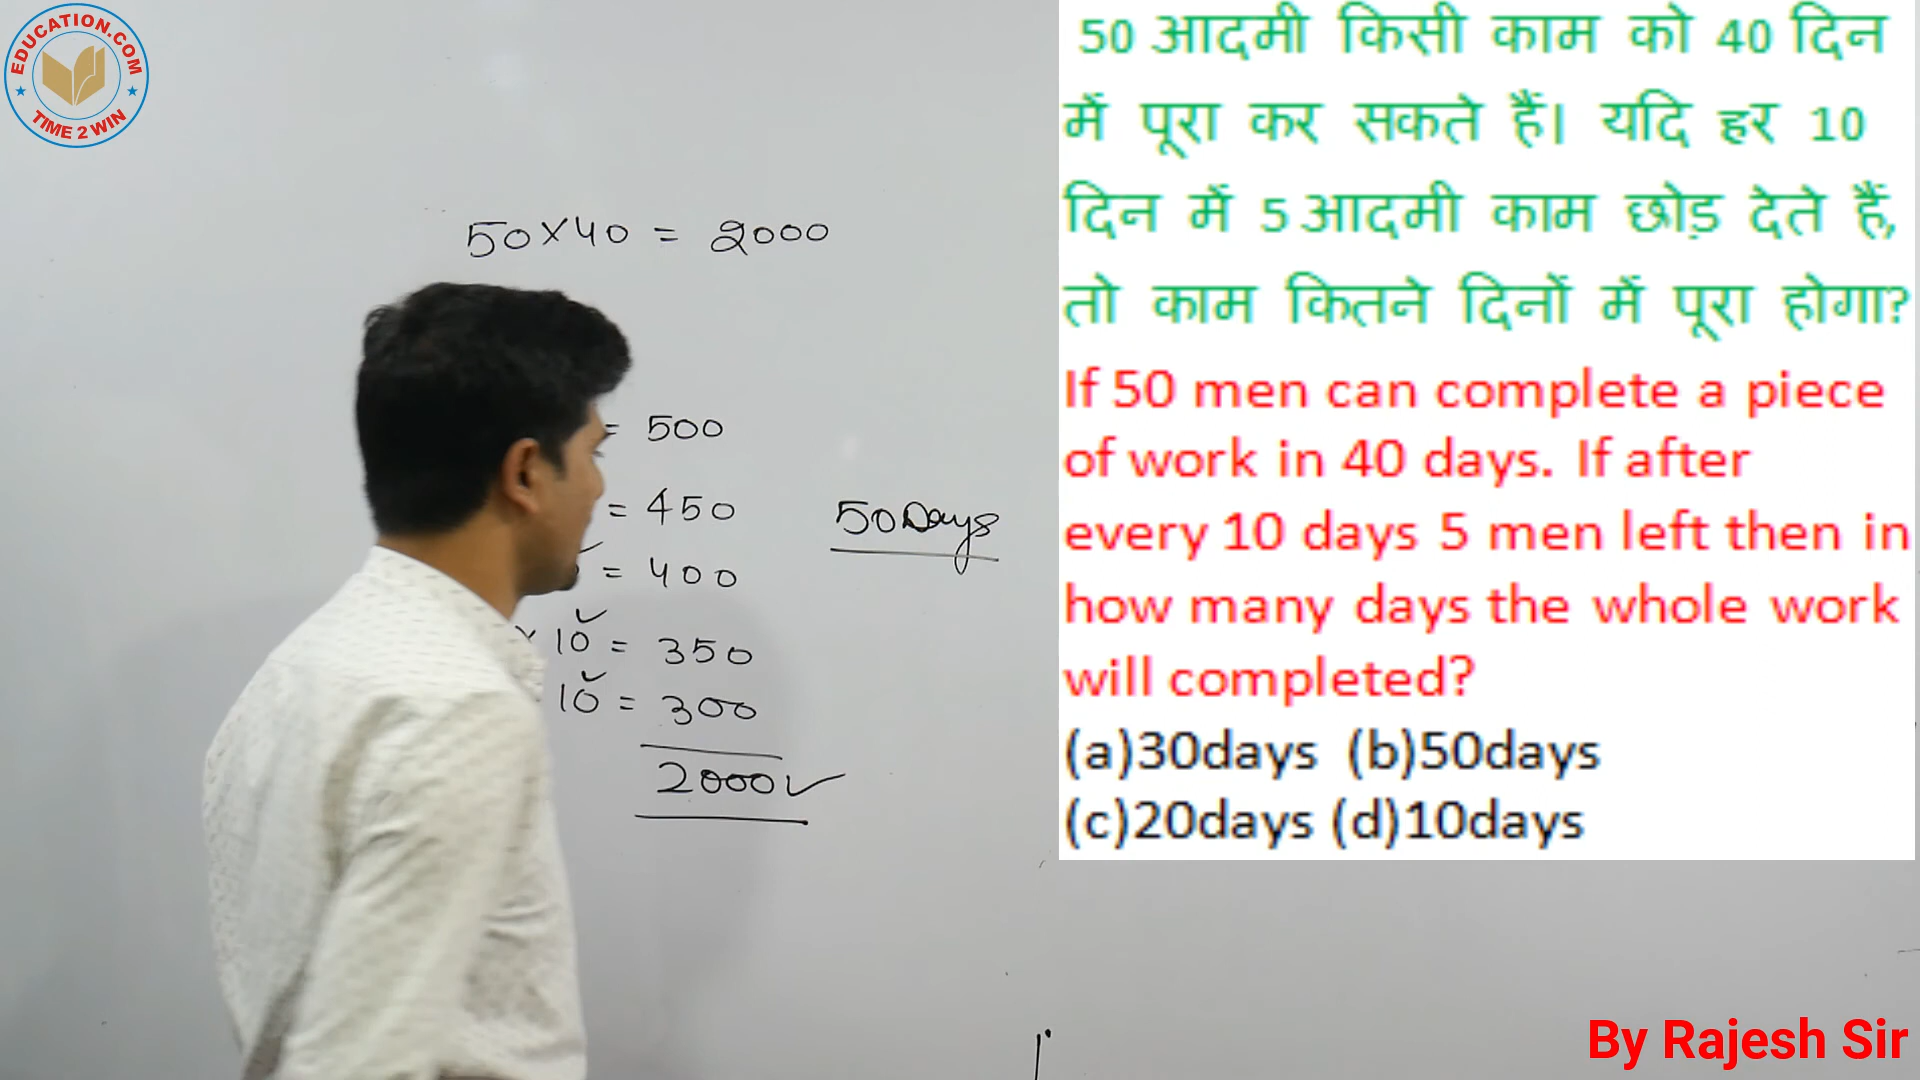 EDUCATION.COM
TIME 2 WIN
50×40 = 2000
= 500
= 450
= 400
×10 = 350
10 = 300
2000
50Days
50 आदमी किसी काम को 40 दिन
में पूरा कर सकते हैं। यदि हर 10
दिन में 5 आदमी काम छोड़ देते हैं,
तो काम कितने दिनों में पूरा होगा?
If 50 men can complete a piece
of work in 40 days. If after
every 10 days 5 men left then in
how many days the whole work
will completed?
(a)30days (b)50days
(c)20days (d)10days
By Rajesh Sir